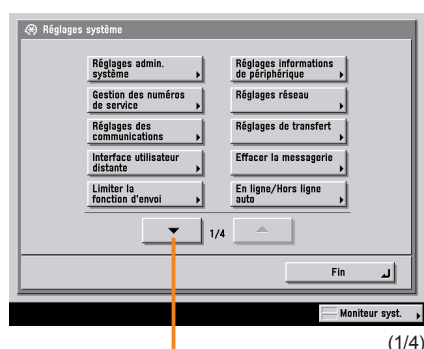 Réglages système
Réglages admin.
système
Réglages informations
de périphérique
Gestion des numéros
de service
Réglages réseau
Réglages des
communications
Réglages de transfert
Interface utilisateur
distante
Effacer la messagerie
Limiter la
fonction d'envoi
En ligne/Hors ligne
auto
1/4
Fin
Moniteur syst.
(1/4)